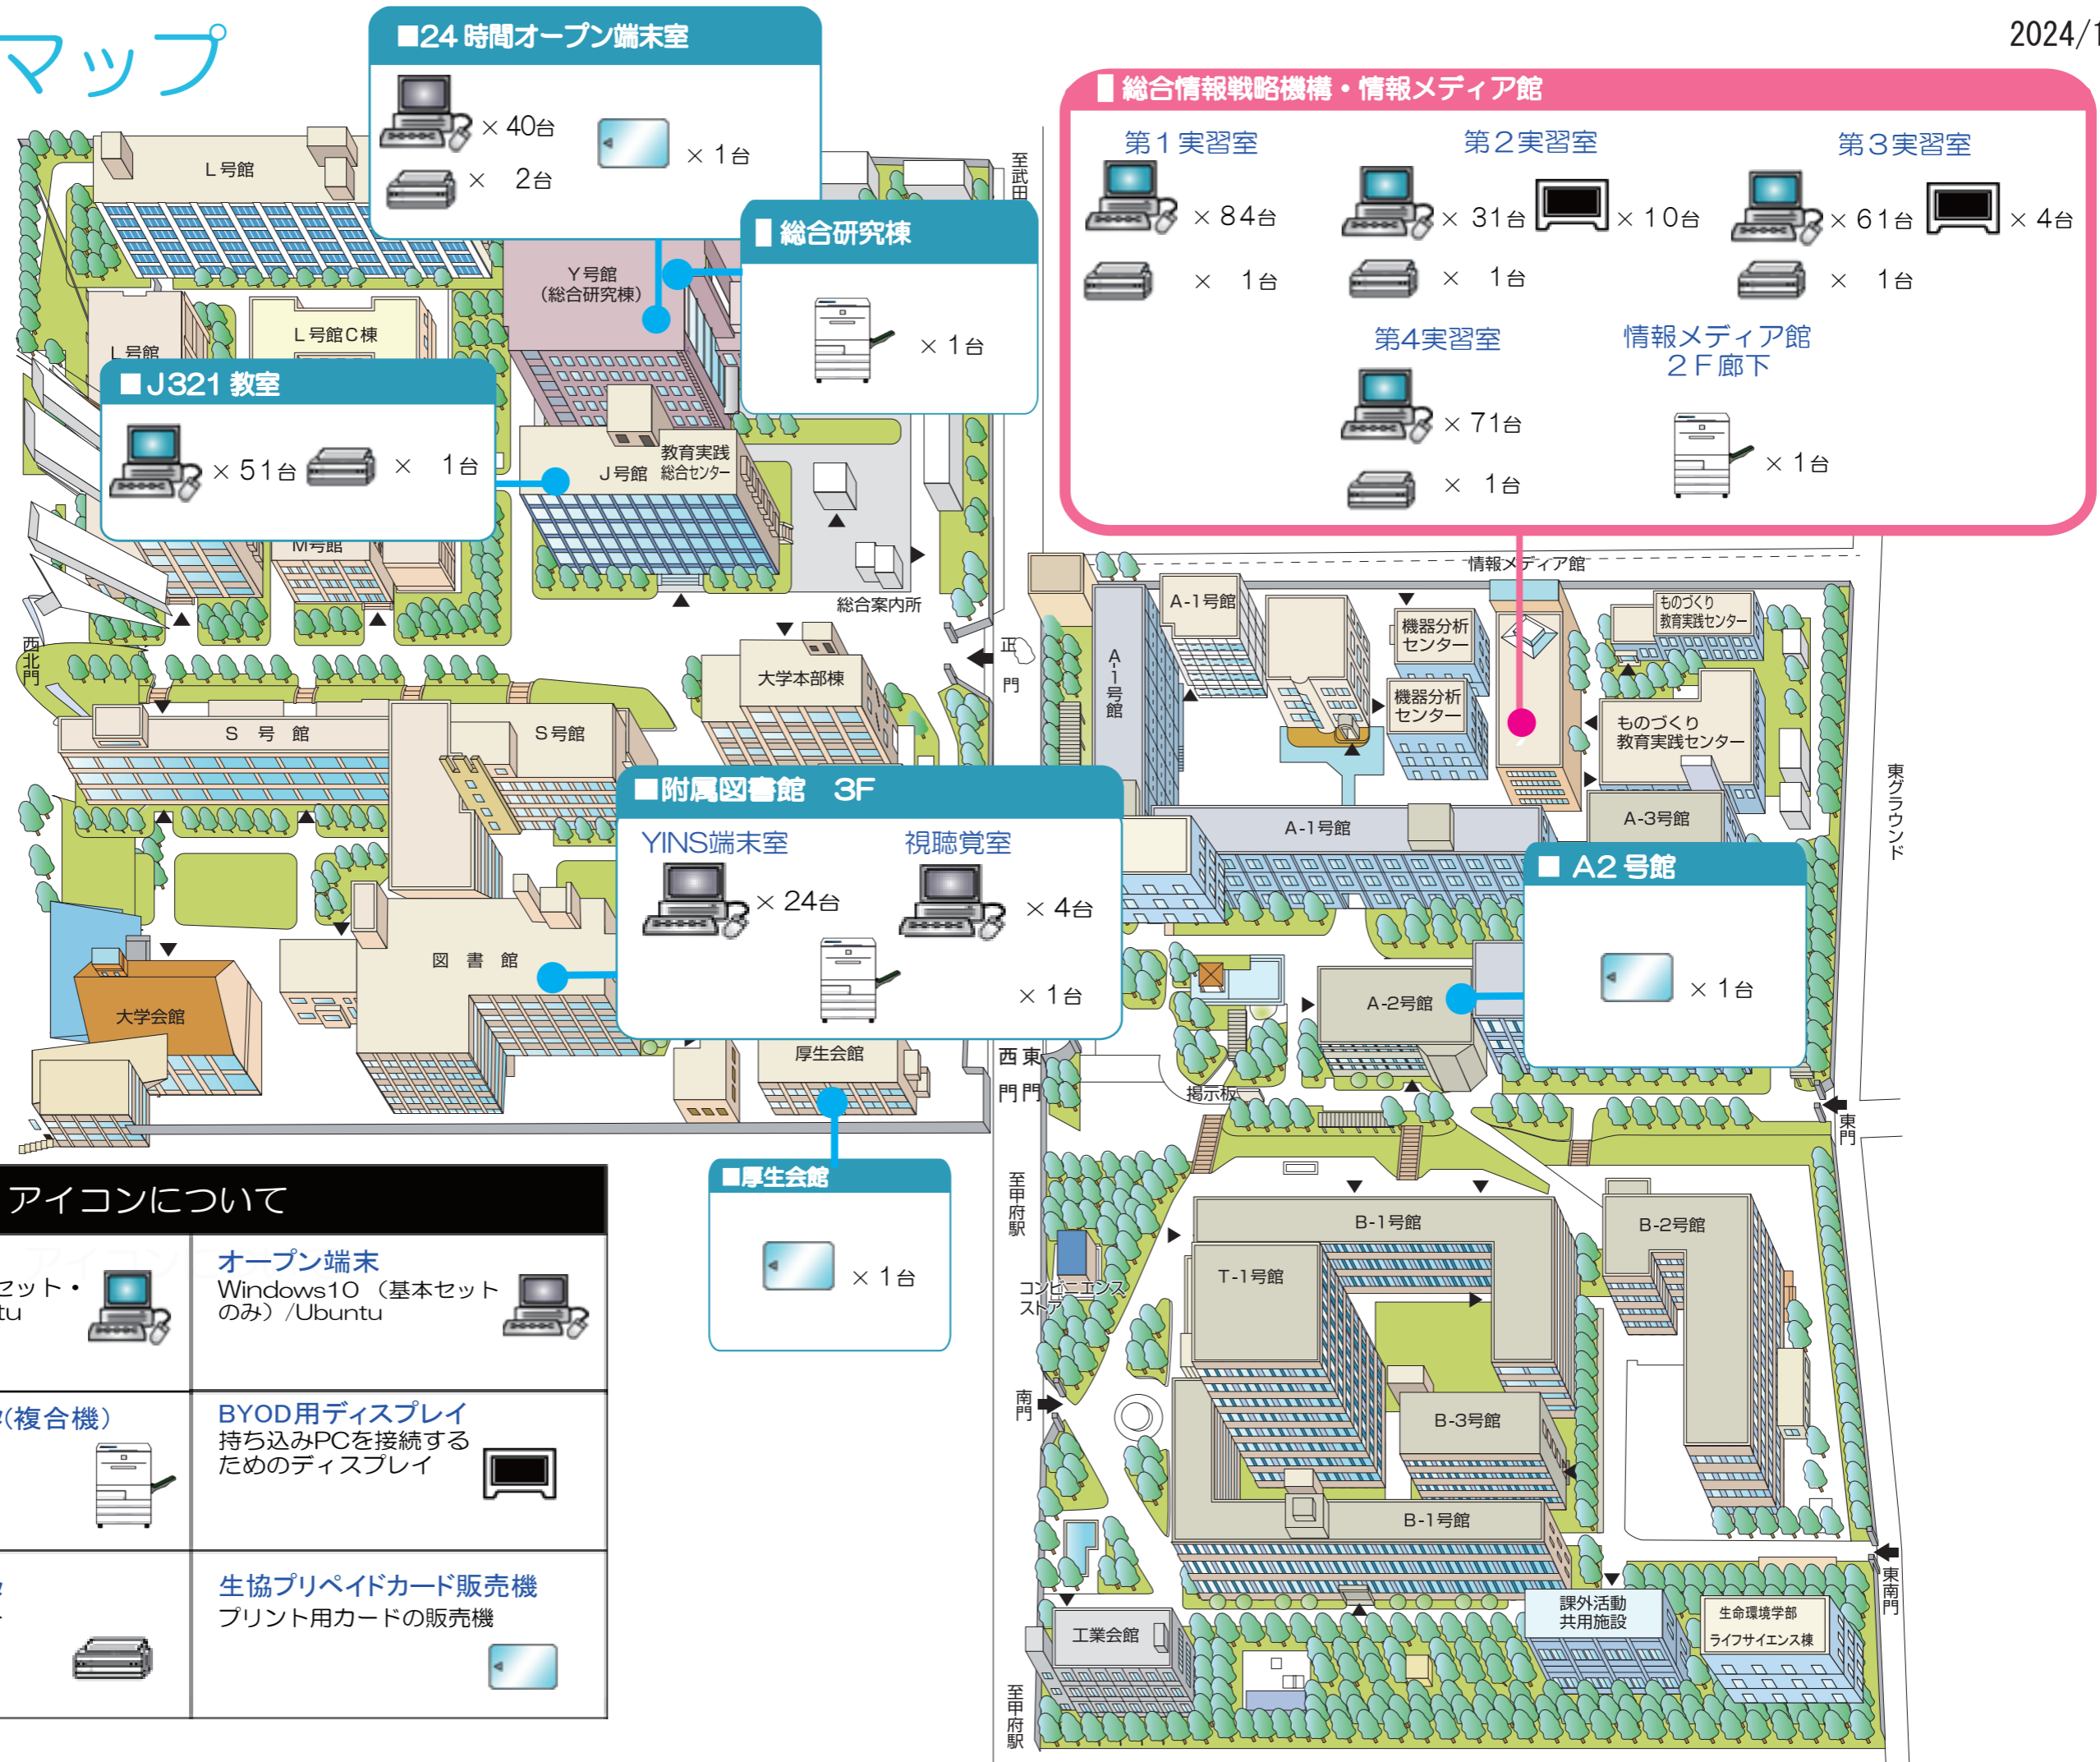 マップ
2024/1
■24時間オープン端末室
× 40台
× 1台
× 2台
■総合研究棟
× 1台
■J321教室
× 51台
× 1台
■総合情報戦略機構・情報メディア館
第1実習室
× 84台
× 1台
第2実習室
× 31台
× 10台
× 1台
第3実習室
× 61台
× 4台
× 1台
第4実習室
× 71台
× 1台
情報メディア館
2F廊下
× 1台
L号館
Y号館
(総合研究棟)
至武田
L号館
L号館C棟
教育実践
総合センター
J号館
M号館
総合案内所
西北門
正門
大学本部棟
S号館
S号館
■附属図書館 3F
YINS端末室
× 24台
視聴覚室
× 4台
× 1台
図書館
大学会館
厚生会館
西門
東門
■厚生会館
× 1台
情報メディア館
A-1号館
A-1号館
機器分析
センター
機器分析
センター
ものづくり
教育実践センター
ものづくり
教育実践センター
東グラウンド
A-1号館
A-3号館
■ A2号館
× 1台
A-2号館
掲示板
東門
至甲府駅
コンビニエンス
ストア
B-1号館
B-2号館
T-1号館
南門
B-3号館
B-1号館
東南門
課外活動
共用施設
生命環境学部
ライフサイエンス棟
工業会館
至甲府駅
アイコンについて
セット・
tu
オープン端末
Windows10 (基本セット
のみ)/Ubuntu
(複合機)
BYOD用ディスプレイ
持ち込みPCを接続する
ためのディスプレイ
生協プリペイドカード販売機
プリント用カードの販売機